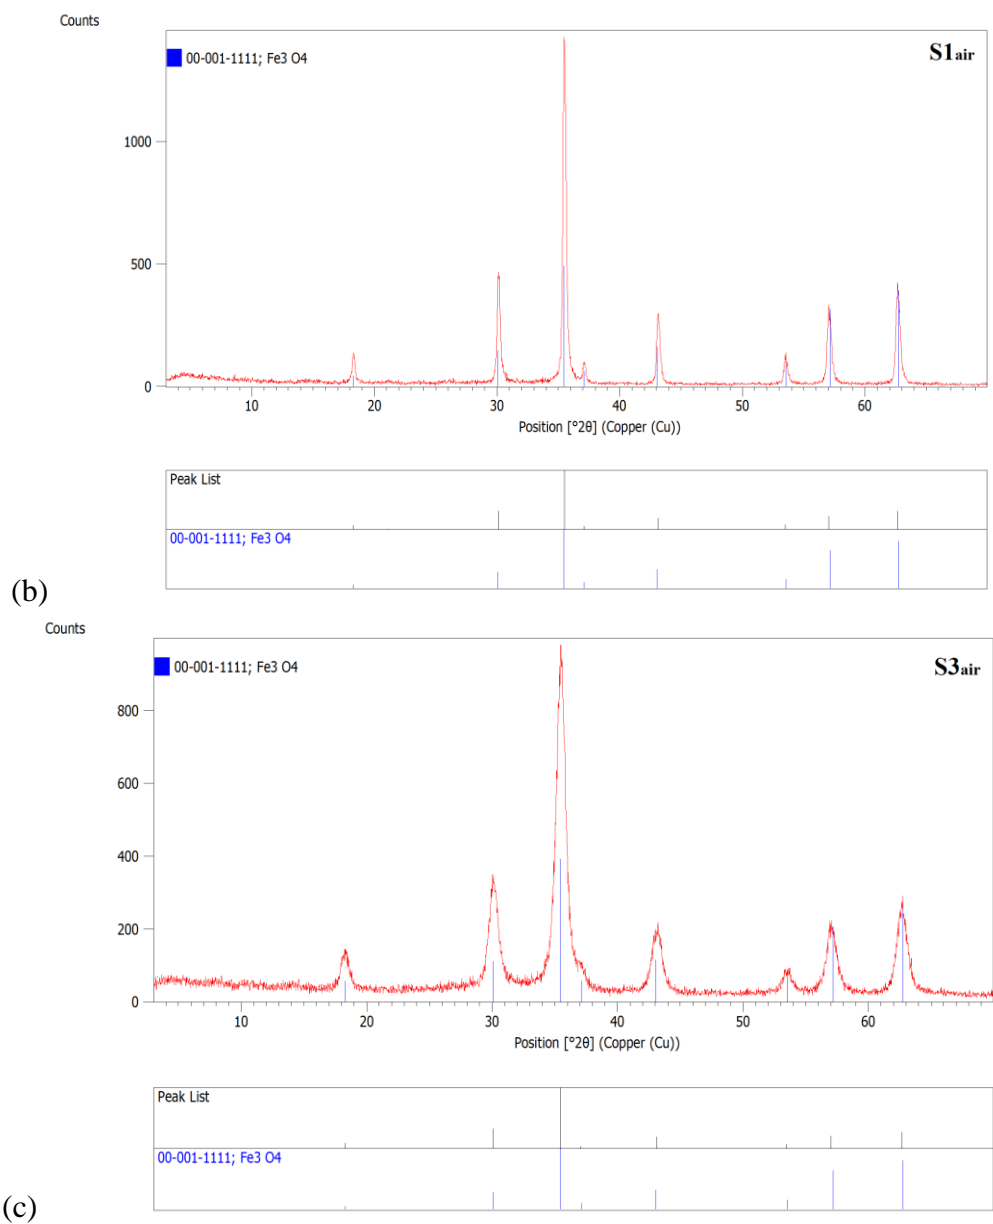 Counts
00-001-1111; Fe3 O4
S1air
1000
500
0
10 20 30 40 50 60
Position [°2θ] (Copper (Cu))
Peak List
00-001-1111; Fe3 O4
(b)
Counts
00-001-1111; Fe3 O4
S3air
800
600
400
200
0
10 20 30 40 50 60
Position [°2θ] (Copper (Cu))
Peak List
00-001-1111; Fe3 O4
(c)